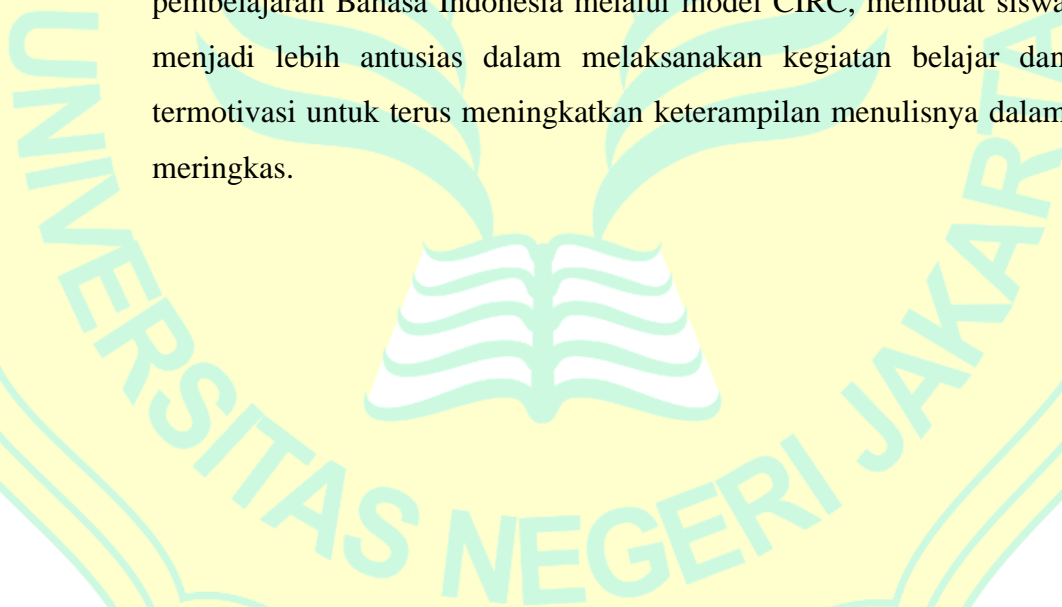 pembelajaran Bahasa Indonesia melalui model CIRC, membuat siswa
menjadi lebih antusias dalam melaksanakan kegiatan belajar dan
termotivasi untuk terus meningkatkan keterampilan menulisnya dalam
meringkas.
UNIVERSITAS NEGERI JAKARTA